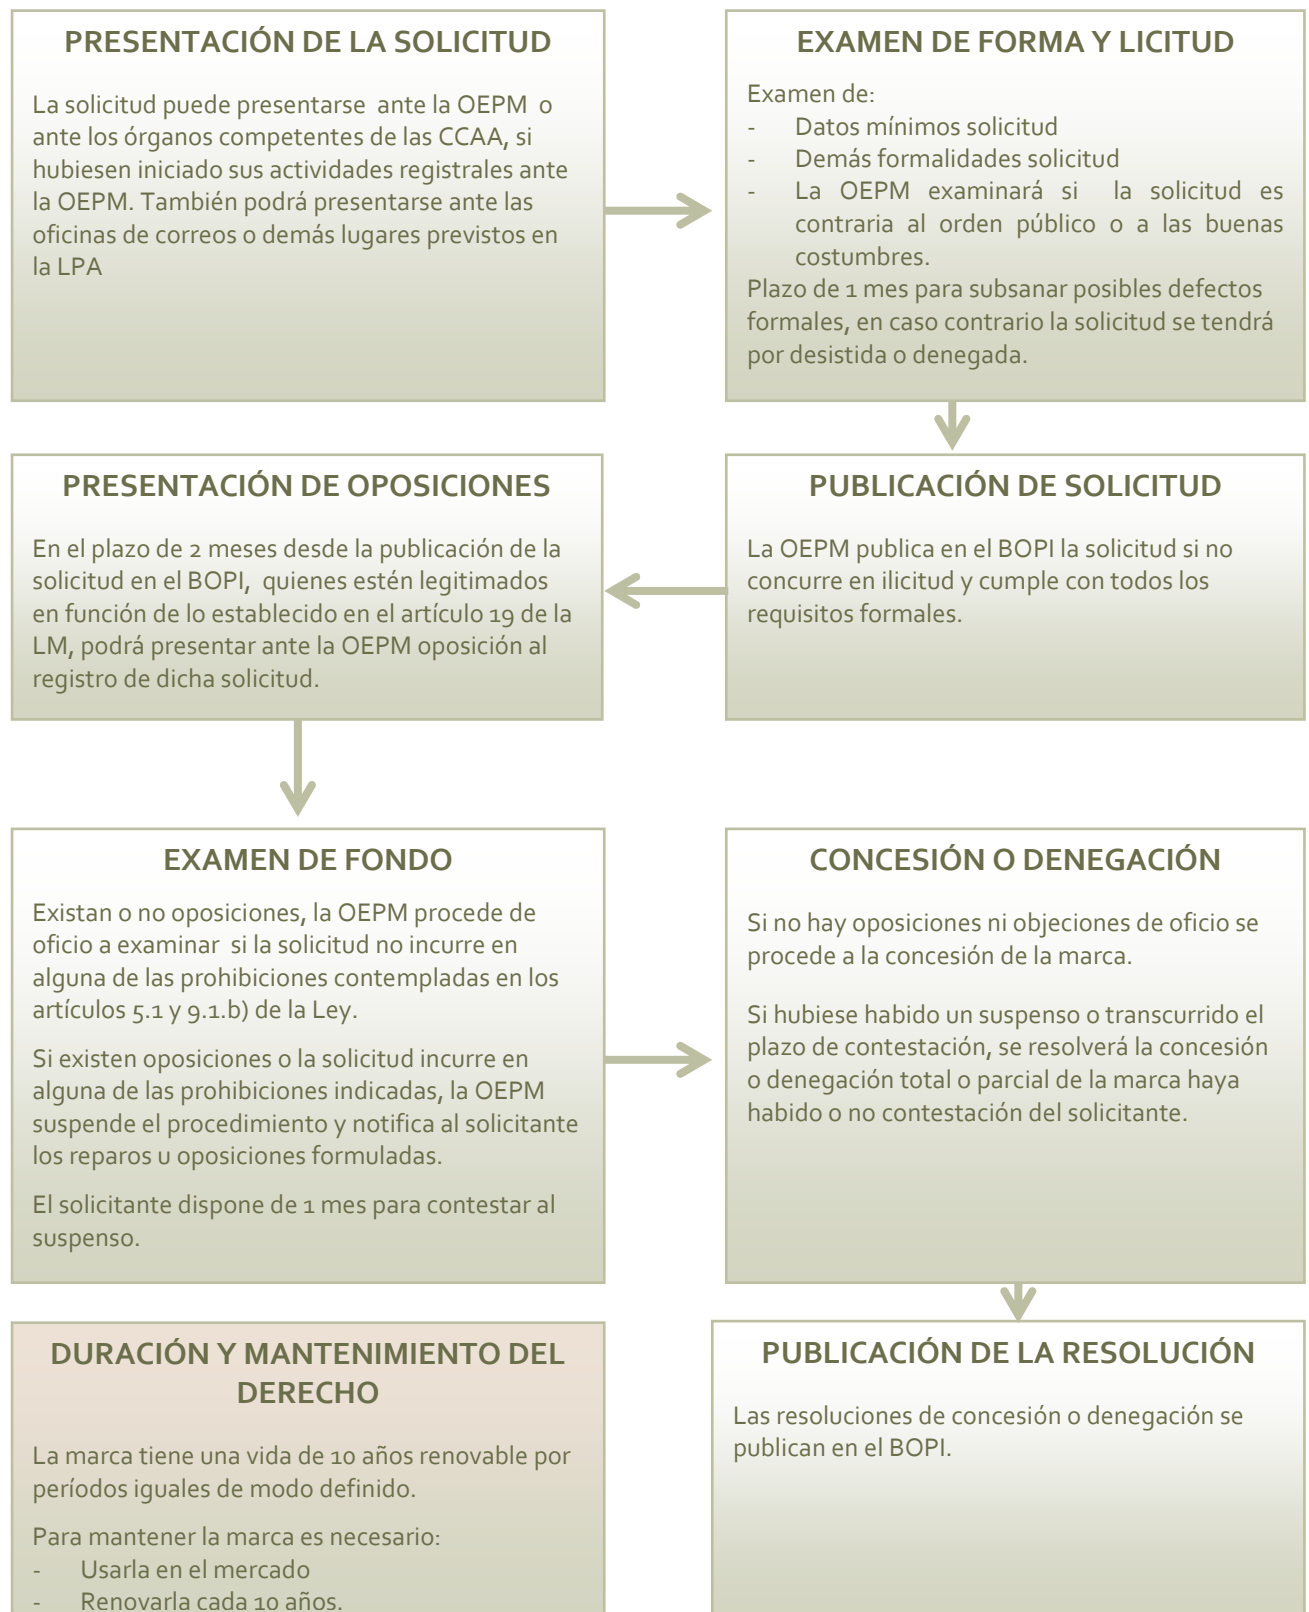 PRESENTACIÓN DE LA SOLICITUD
La solicitud puede presentarse ante la OEPM o
ante los órganos competentes de las CCAA, si
hubiesen iniciado sus actividades registrales ante
la OEPM. También podrá presentarse ante las
oficinas de correos o demás lugares previstos en
la LPA
EXAMEN DE FORMA Y LICITUD
Examen de:
- Datos mínimos solicitud
- Demás formalidades solicitud
- La OEPM examinará si la solicitud es
contraria al orden público o a las buenas
costumbres.
Plazo de 1 mes para subsanar posibles defectos
formales, en caso contrario la solicitud se tendrá
por desistida o denegada.
PUBLICACIÓN DE SOLICITUD
La OEPM publica en el BOPI la solicitud si no
concurre en ilicitud y cumple con todos los
requisitos formales.
PRESENTACIÓN DE OPOSICIONES
En el plazo de 2 meses desde la publicación de la
solicitud en el BOPI, quienes estén legitimados
en función de lo establecido en el artículo 19 de la
LM, podrá presentar ante la OEPM oposición al
registro de dicha solicitud.
EXAMEN DE FONDO
Existan o no oposiciones, la OEPM procede de
oficio a examinar si la solicitud no incurre en
alguna de las prohibiciones contempladas en los
artículos 5.1 y 9.1.b) de la Ley.
Si existen oposiciones o la solicitud incurre en
alguna de las prohibiciones indicadas, la OEPM
suspende el procedimiento y notifica al solicitante
los reparos u oposiciones formuladas.
El solicitante dispone de 1 mes para contestar al
suspenso.
CONCESIÓN O DENEGACIÓN
Si no hay oposiciones ni objeciones de oficio se
procede a la concesión de la marca.
Si hubiese habido un suspenso o transcurrido el
plazo de contestación, se resolverá la concesión
o denegación total o parcial de la marca haya
habido o no contestación del solicitante.
PUBLICACIÓN DE LA RESOLUCIÓN
Las resoluciones de concesión o denegación se
publican en el BOPI.
DURACIÓN Y MANTENIMIENTO DEL
DERECHO
La marca tiene una vida de 10 años renovable por
períodos iguales de modo definido.
Para mantener la marca es necesario:
- Usarla en el mercado
- Renovarla cada 10 años.